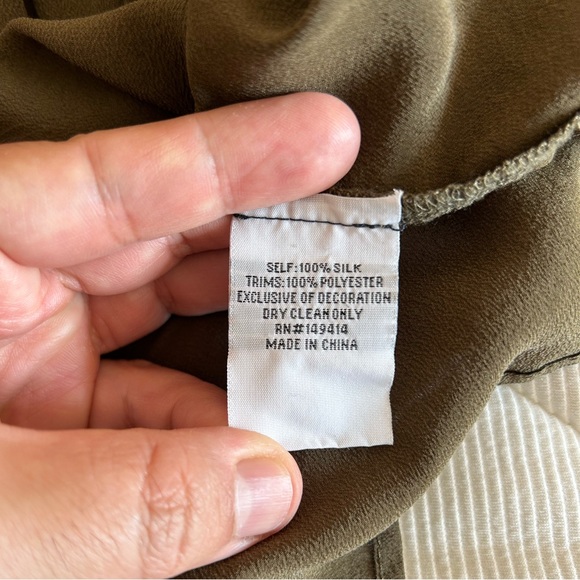 SELF:100% SILK
TRIMS:100% POLYESTER
EXCLUSIVE OF DECORATION
DRY CLEAN ONLY
RN#149414
MADE IN CHINA